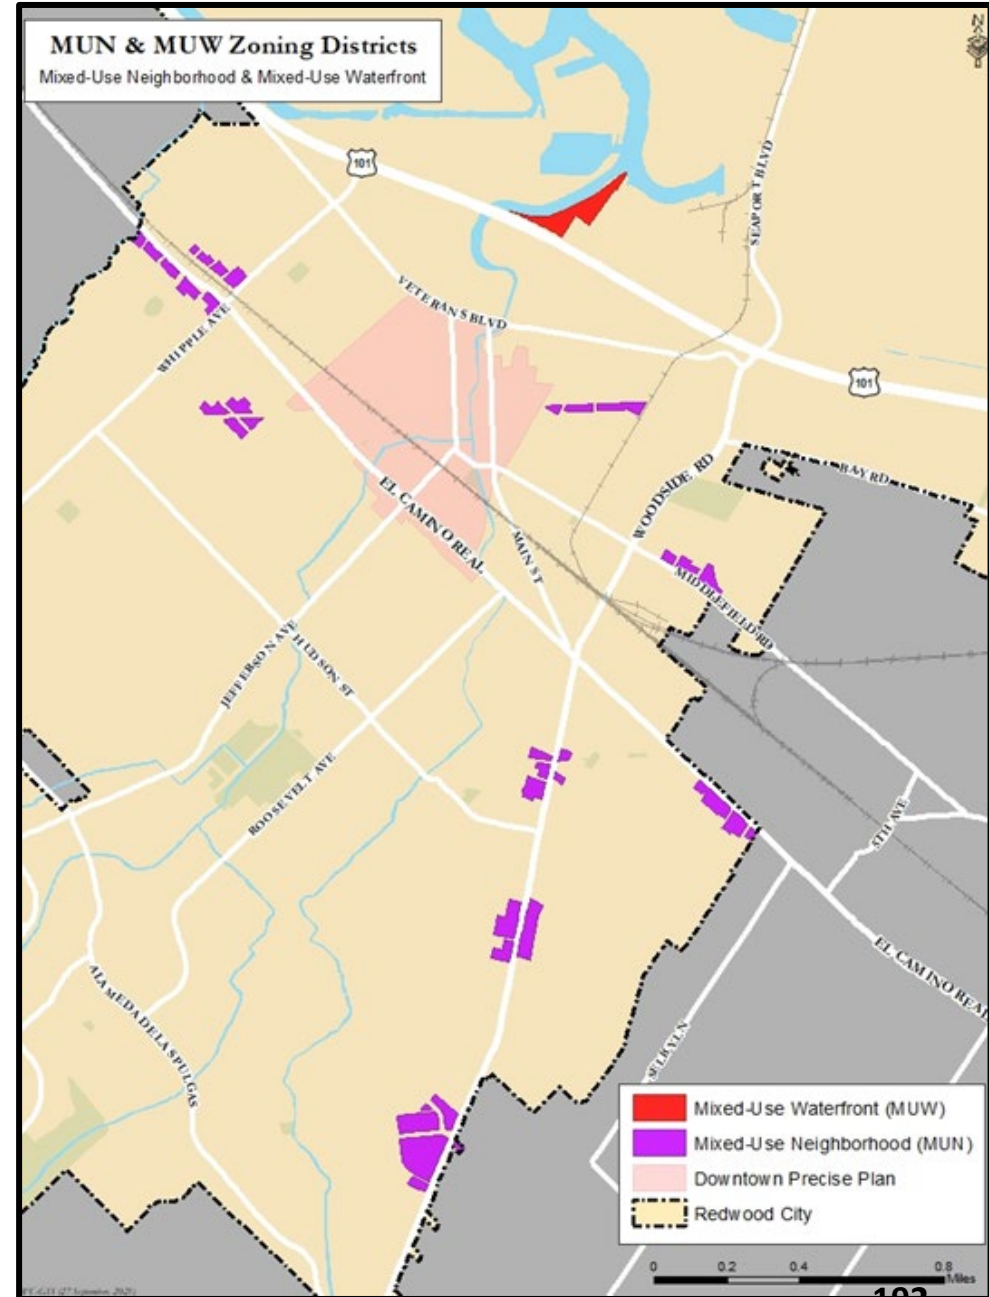 MUN & MUW Zoning Districts
Mixed-Use Neighborhood & Mixed-Use Waterfront
N
101
SEAPORT BLVD
VETERANS BLVD
WHIPPLE AVE
101
WOODSIDE RD
BAY RD
EL CAMINO REAL
MAIN ST
MIDDLEFIELD RD
JEFFERSON AVE
HUDSON ST
ROOSEVELT AVE
5TH AVE
EL CAMINO REAL
ALAMEDA DE LAS PULGAS
SELBY LN
Mixed-Use Waterfront (MUW)
Mixed-Use Neighborhood (MUN)
Downtown Precise Plan
Redwood City
0 0.2 0.4 0.8
Miles